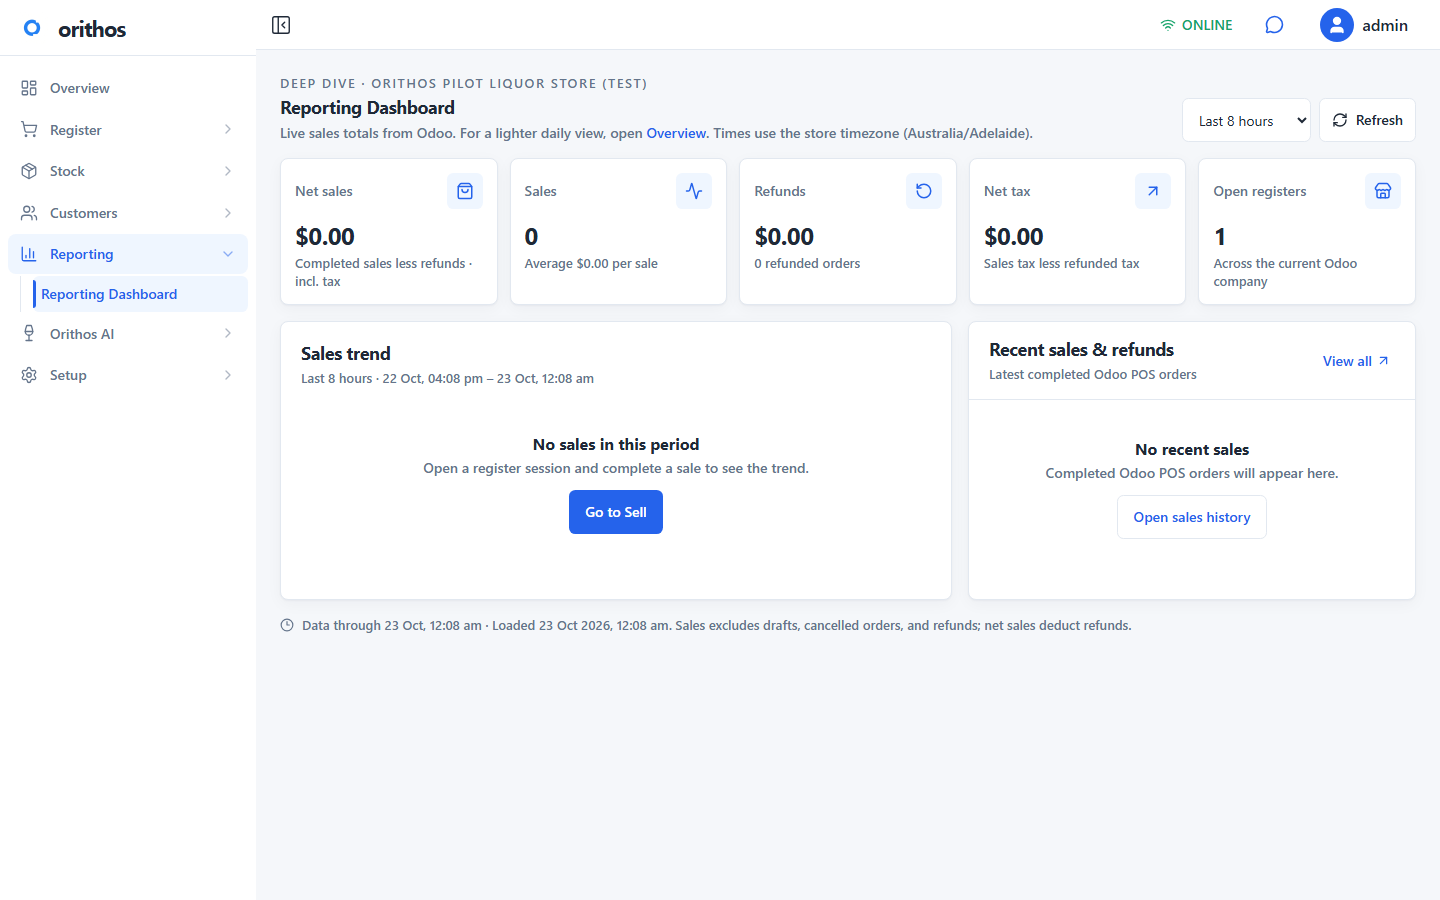 orithos
ONLINE
admin
Overview
Register
Stock
Customers
Reporting
Reporting Dashboard
Orithos AI
Setup
DEEP DIVE · ORITHOS PILOT LIQUOR STORE (TEST)
Reporting Dashboard
Live sales totals from Odoo. For a lighter daily view, open Overview. Times use the store timezone (Australia/Adelaide).
Last 8 hours
Refresh
Net sales
$0.00
Completed sales less refunds ·
incl. tax
Sales
0
Average $0.00 per sale
Refunds
$0.00
0 refunded orders
Net tax
$0.00
Sales tax less refunded tax
Open registers
1
Across the current Odoo
company
Sales trend
Last 8 hours · 22 Oct, 04:08 pm – 23 Oct, 12:08 am
No sales in this period
Open a register session and complete a sale to see the trend.
Go to Sell
Recent sales & refunds
Latest completed Odoo POS orders
View all
No recent sales
Completed Odoo POS orders will appear here.
Open sales history
Data through 23 Oct, 12:08 am · Loaded 23 Oct 2026, 12:08 am. Sales excludes drafts, cancelled orders, and refunds; net sales deduct refunds.